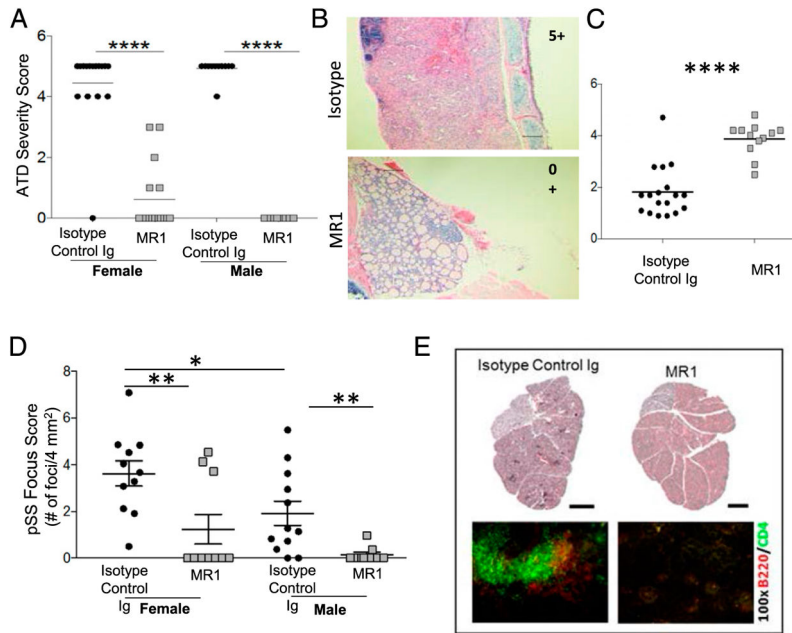 A
ATD Severity Score
6
4
2
0
****
****
Isotype
Control Ig
MR1
Isotype
Control Ig
MR1
Female
Male
B
Isotype
5+
MR1
0
+
C
****
6
4
2
0
Isotype
Control Ig
MR1
D
pSS Focus Score
(# of foci/4 mm²)
8
6
4
2
0
*
**
**
Isotype
Control
Ig
MR1
Isotype
Control
Ig
MR1
Female
Male
E
Isotype Control Ig
MR1
100x B220/CD4